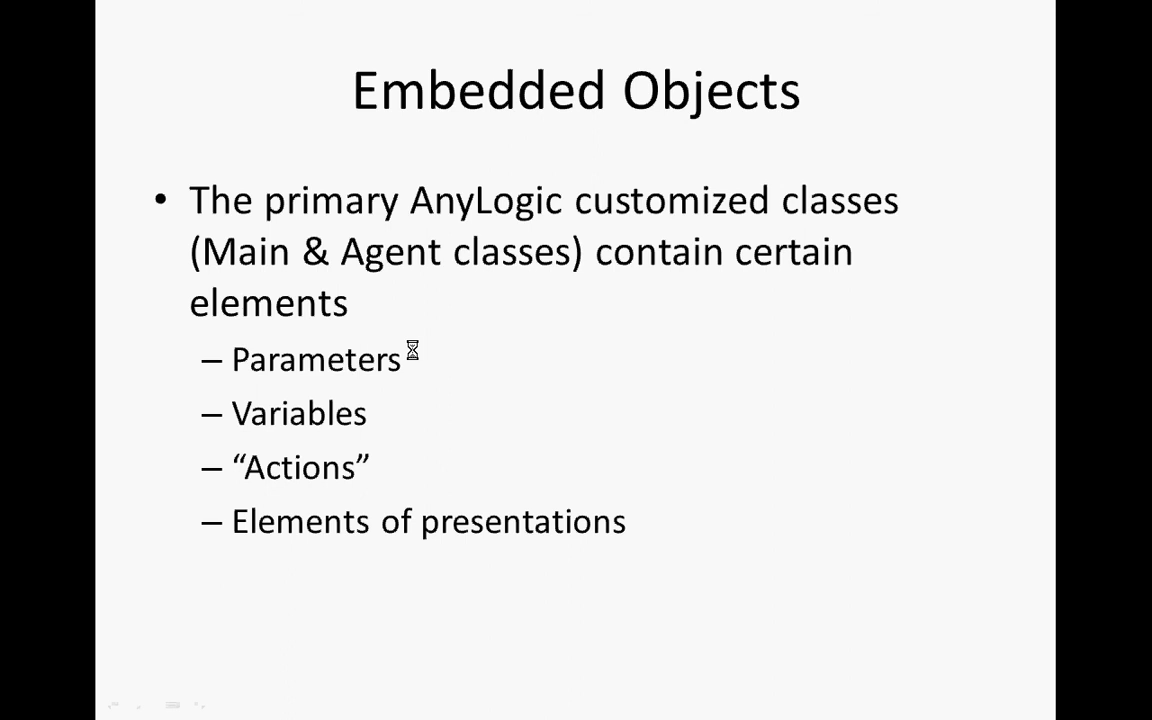 Embedded Objects
• The primary AnyLogic customized classes
(Main & Agent classes) contain certain
elements
– Parameters
– Variables
– “Actions”
– Elements of presentations